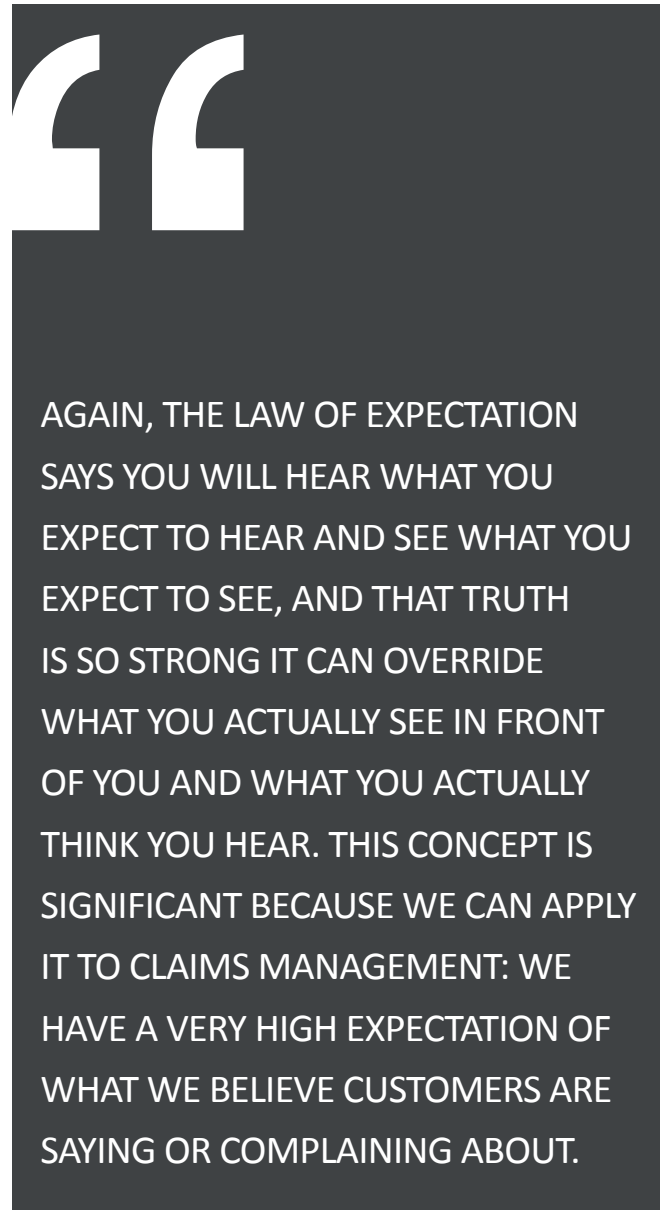 “
AGAIN, THE LAW OF EXPECTATION
SAYS YOU WILL HEAR WHAT YOU
EXPECT TO HEAR AND SEE WHAT YOU
EXPECT TO SEE, AND THAT TRUTH
IS SO STRONG IT CAN OVERRIDE
WHAT YOU ACTUALLY SEE IN FRONT
OF YOU AND WHAT YOU ACTUALLY
THINK YOU HEAR. THIS CONCEPT IS
SIGNIFICANT BECAUSE WE CAN APPLY
IT TO CLAIMS MANAGEMENT: WE
HAVE A VERY HIGH EXPECTATION OF
WHAT WE BELIEVE CUSTOMERS ARE
SAYING OR COMPLAINING ABOUT.